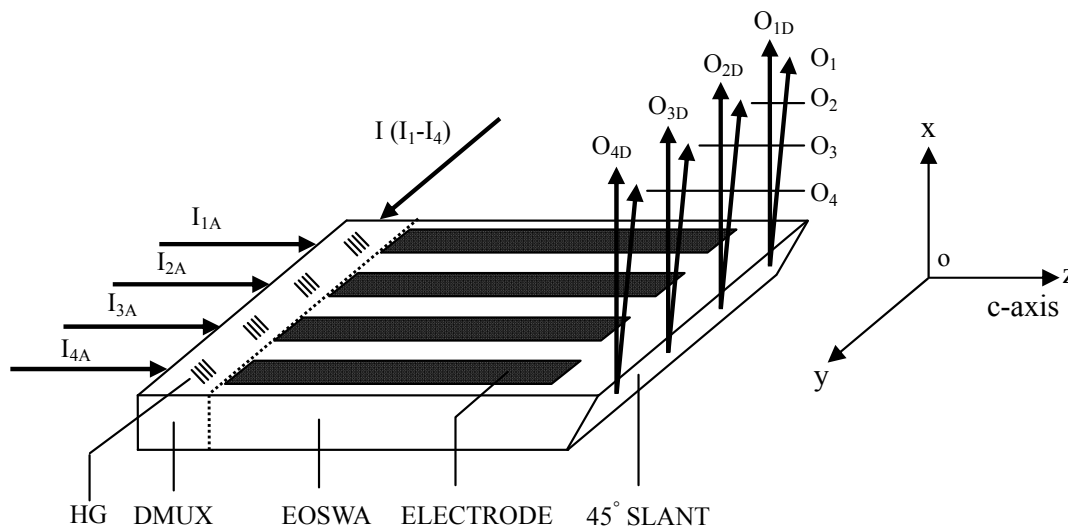 O1D
O1
O2D
O2
O3D
O3
O4D
O4
I (I1-I4)
I1A
I2A
I3A
I4A
x
o
z
c-axis
y
HG DMUX EOSWA ELECTRODE 45° SLANT